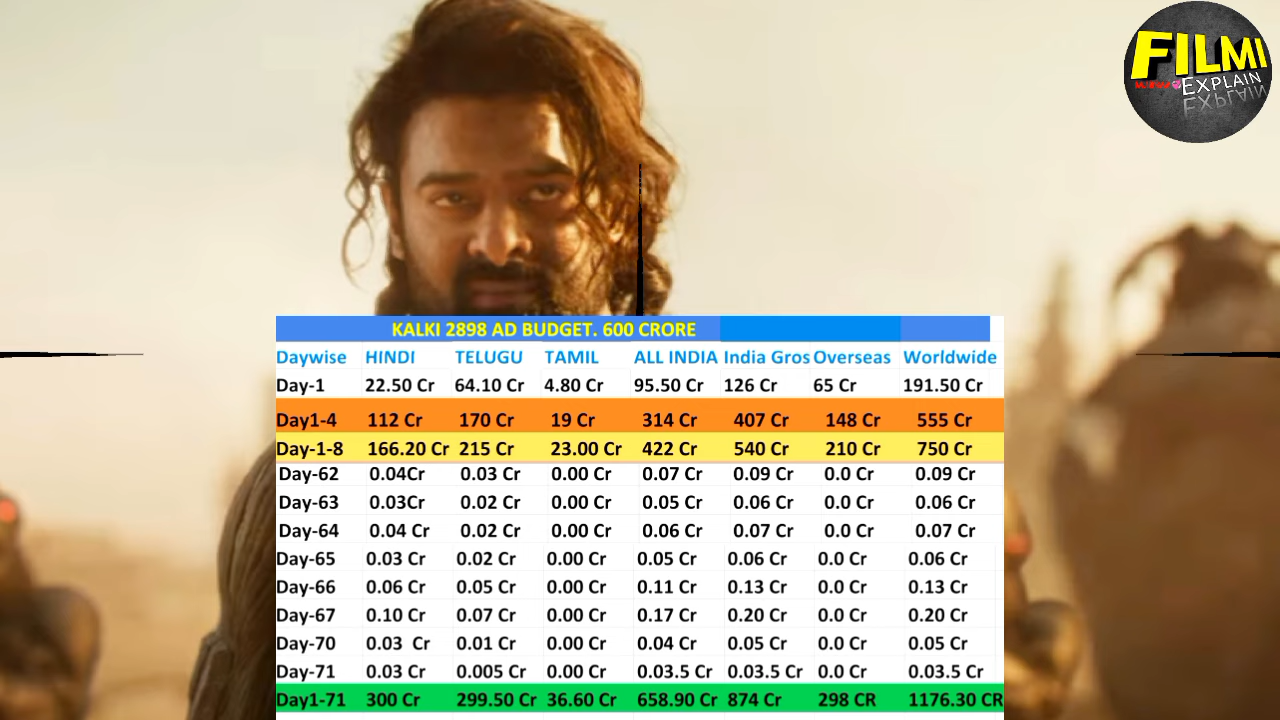 FILMI
EXPLAIN
KALKI 2898 AD BUDGET. 600 CRORE
Daywise HINDI TELUGU TAMIL ALL INDIA India Gros Overseas Worldwide
Day-1 22.50 Cr 64.10 Cr 4.80 Cr 95.50 Cr 126 Cr 65 Cr 191.50 Cr
Day1-4 112 Cr 170 Cr 19 Cr 314 Cr 407 Cr 148 Cr 555 Cr
Day-1-8 166.20 Cr 215 Cr 23.00 Cr 422 Cr 540 Cr 210 Cr 750 Cr
Day-62 0.04Cr 0.03 Cr 0.00 Cr 0.07 Cr 0.09 Cr 0.0 Cr 0.09 Cr
Day-63 0.03Cr 0.02 Cr 0.00 Cr 0.05 Cr 0.06 Cr 0.0 Cr 0.06 Cr
Day-64 0.04 Cr 0.02 Cr 0.00 Cr 0.06 Cr 0.07 Cr 0.0 Cr 0.07 Cr
Day-65 0.03 Cr 0.02 Cr 0.00 Cr 0.05 Cr 0.06 Cr 0.0 Cr 0.06 Cr
Day-66 0.06 Cr 0.05 Cr 0.00 Cr 0.11 Cr 0.13 Cr 0.0 Cr 0.13 Cr
Day-67 0.10 Cr 0.07 Cr 0.00 Cr 0.17 Cr 0.20 Cr 0.0 Cr 0.20 Cr
Day-70 0.03 Cr 0.01 Cr 0.00 Cr 0.04 Cr 0.05 Cr 0.0 Cr 0.05 Cr
Day-71 0.03 Cr 0.005 Cr 0.00 Cr 0.03.5 Cr 0.03.5 Cr 0.0 Cr 0.03.5 Cr
Day1-71 300 Cr 299.50 Cr 36.60 Cr 658.90 Cr 874 Cr 298 CR 1176.30 CR